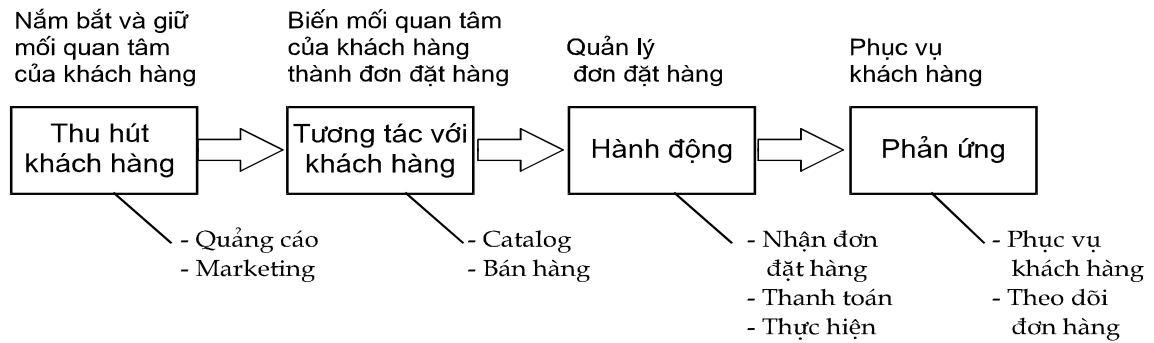 Nắm bắt và giữ
mối quan tâm
của khách hàng
Biến mối quan tâm
của khách hàng
thành đơn đặt hàng
Quản lý
đơn đặt hàng
Phục vụ
khách hàng
Thu hút
khách hàng
Tương tác với
khách hàng
Hành động
Phản ứng
- Quảng cáo
- Marketing
- Catalog
- Bán hàng
- Nhận đơn
đặt hàng
- Thanh toán
- Thực hiện
- Phục vụ
khách hàng
- Theo dõi
đơn hàng